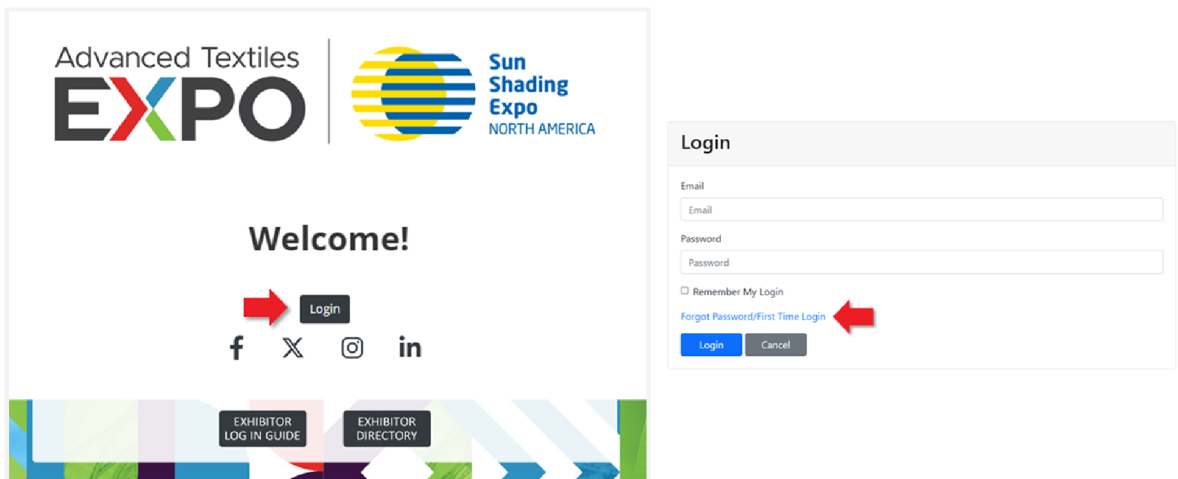 Advanced Textiles
EXPO
Sun
Shading
Expo
NORTH AMERICA
Welcome!
Login
EXHIBITOR
LOG IN GUIDE
EXHIBITOR
DIRECTORY
Login
Email
Email
Password
Password
Remember My Login
Forgot Password/First Time Login
Login
Cancel